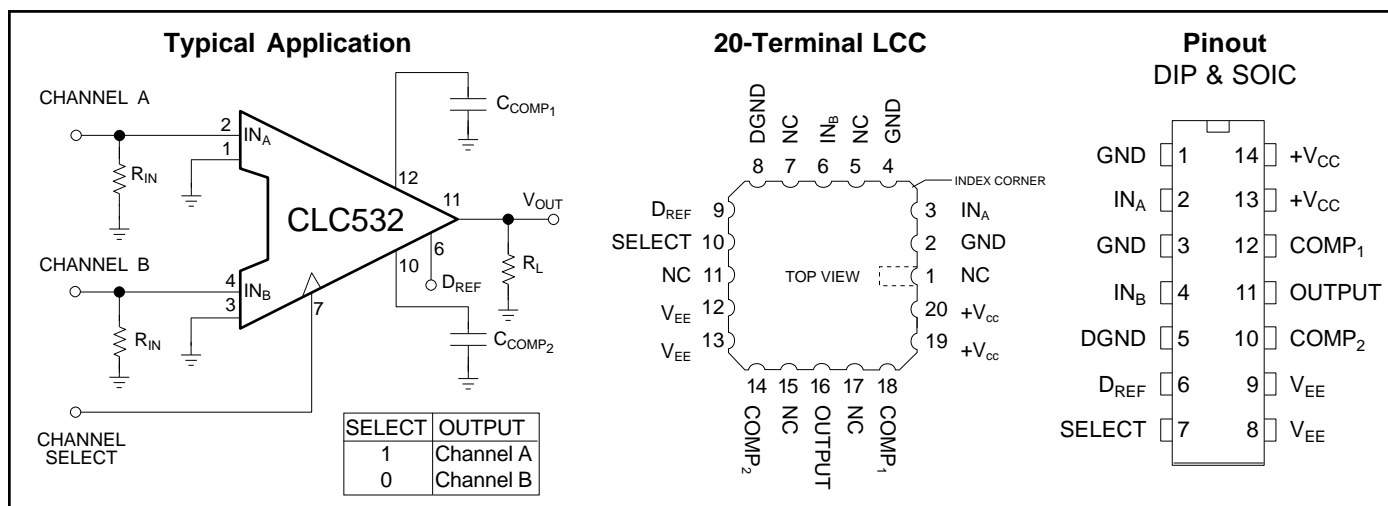 Typical Application
CHANNEL A
2
IN_A
1
R_IN
CHANNEL B
4
IN_B
3
R_IN
7
CHANNEL
SELECT
CLC532
12
C_COMP1
11
V_OUT
6
D_REF
10
R_L
C_COMP2
SELECT OUTPUT
1 Channel A
0 Channel B
20-Terminal LCC
DGND NC IN_B NC GND
8 7 6 5 4
INDEX CORNER
D_REF 9
SELECT 10
NC 11
V_EE 12
V_EE 13
TOP VIEW
3 IN_A
2 GND
1 NC
20 +V_cc
19 +V_cc
14 15 16 17 18
COMP2 NC OUTPUT NC COMP1
Pinout
DIP & SOIC
GND 1 14 +V_CC
IN_A 2 13 +V_CC
GND 3 12 COMP1
IN_B 4 11 OUTPUT
DGND 5 10 COMP2
D_REF 6 9 V_EE
SELECT 7 8 V_EE